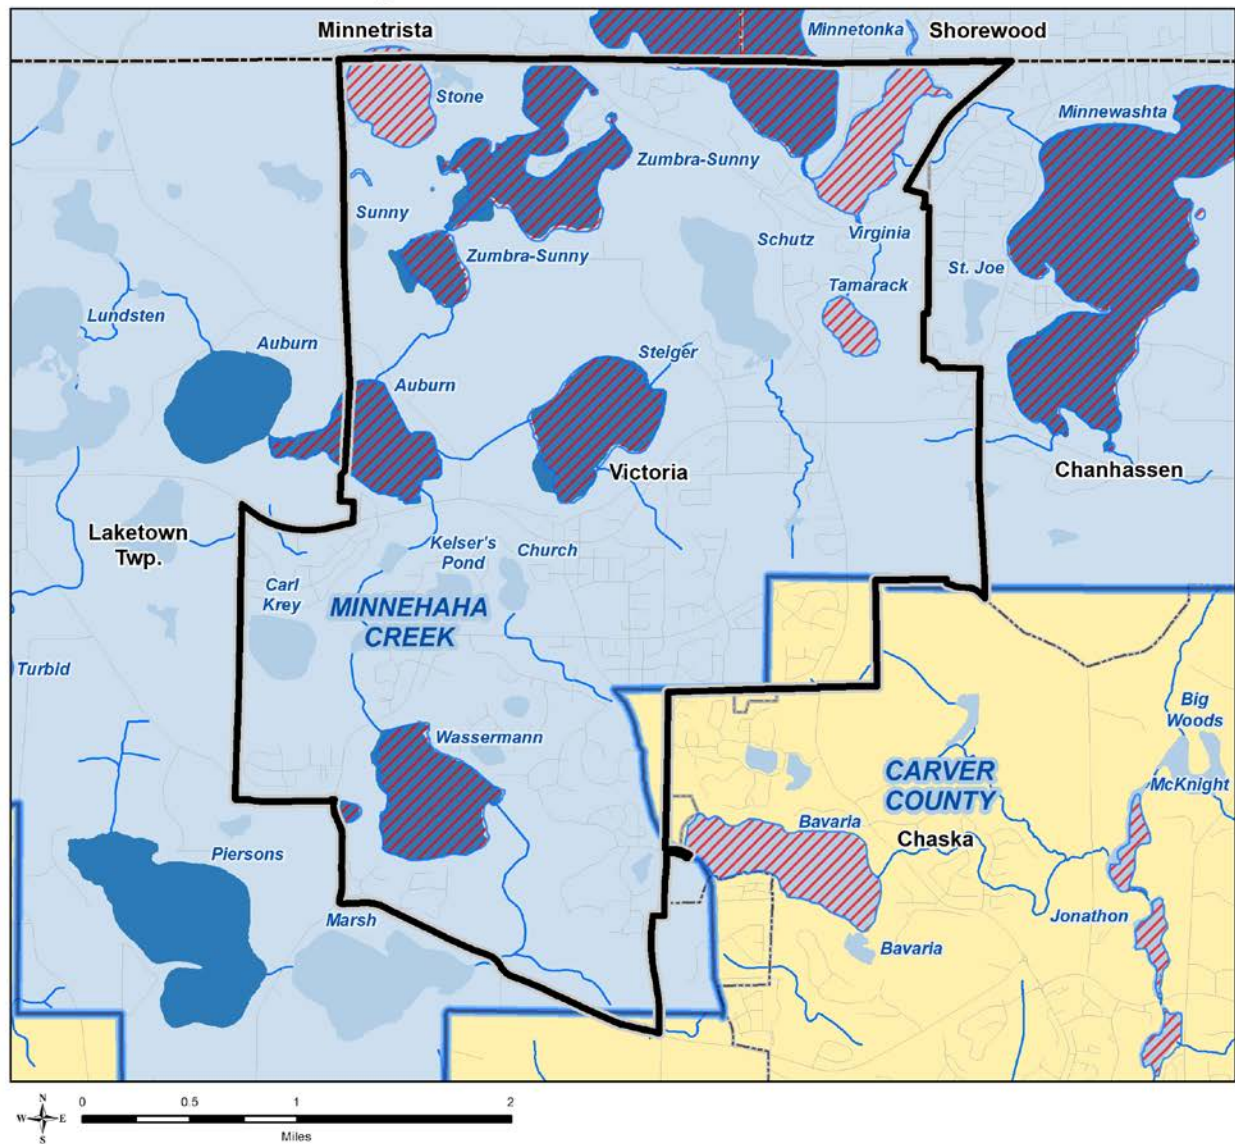 Minnetrista
Minnetonka
Shorewood
Stone
Minnewashta
Zumbra-Sunny
Sunny
Schutz
Virginia
Zumbra-Sunny
St. Joe
Tamarack
Lundsten
Auburn
Steiger
Auburn
Victoria
Chanhassen
Laketown
Twp.
Kelser's
Pond
Church
Carl
Krey
MINNEHAHA
CREEK
Turbid
Big
Woods
Wassermann
CARVER
COUNTY
McKnight
Bavaria
Chaska
Piersons
Marsh
Jonathon
Bavaria
N
W E
S
0 0.5 1 2
Miles